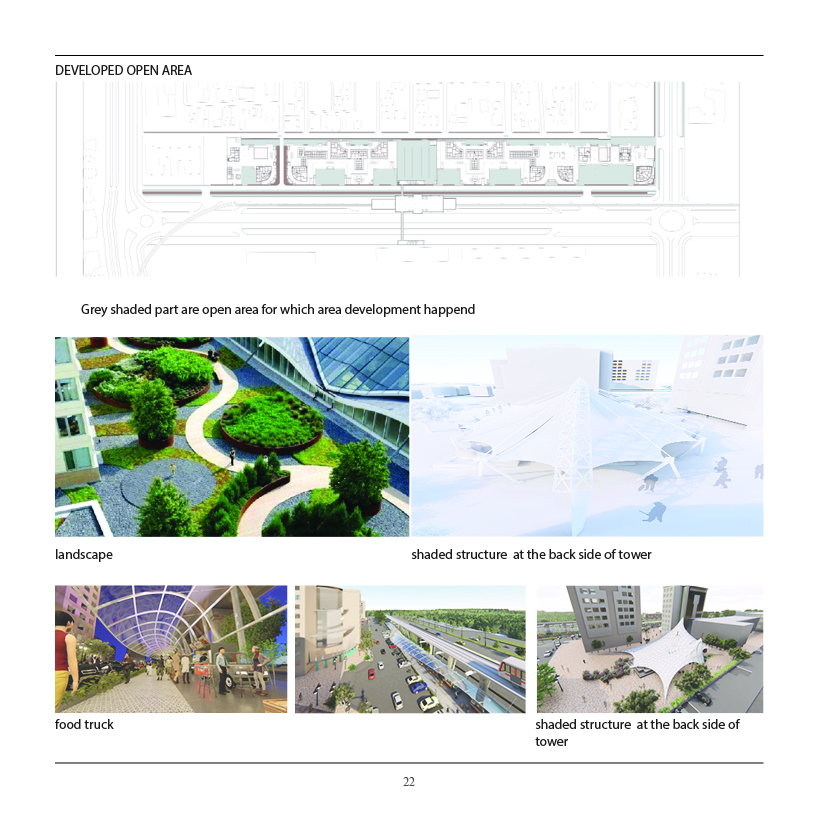 DEVELOPED OPEN AREA
Grey shaded part are open area for which area development happend
landscape
shaded structure at the back side of tower
food truck
shaded structure at the back side of
tower
22